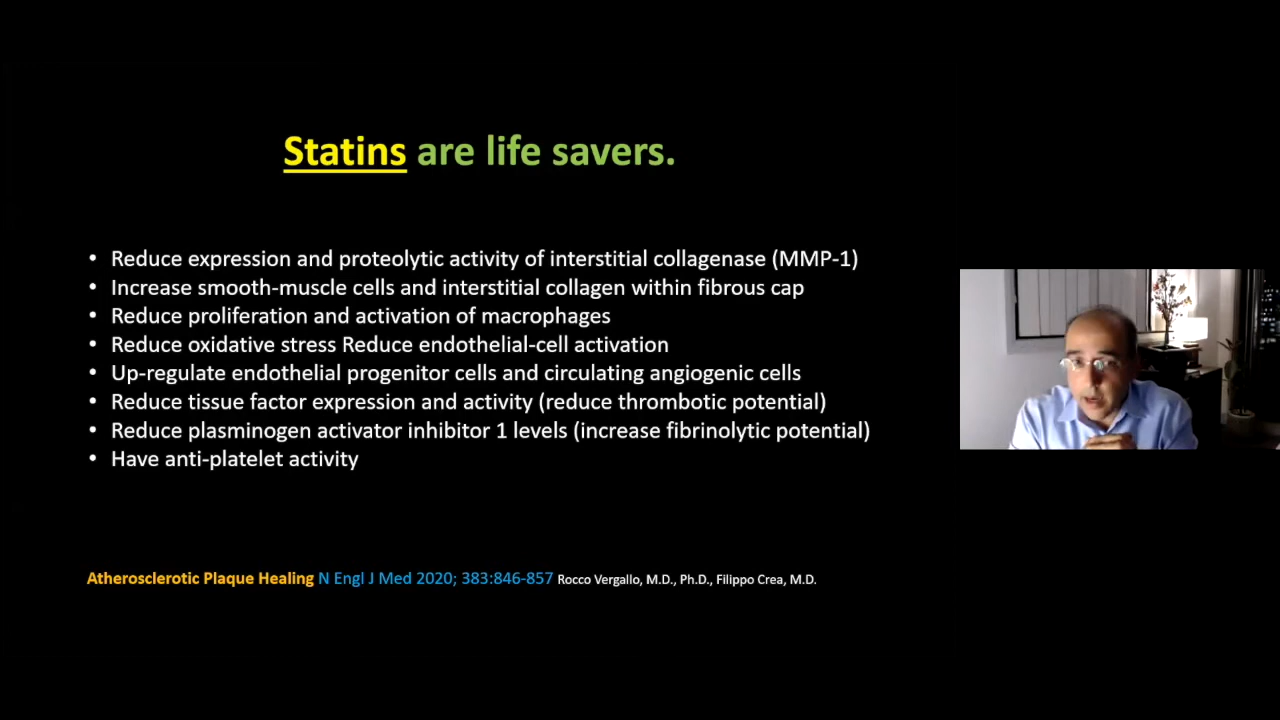 Statins are life savers.
• Reduce expression and proteolytic activity of interstitial collagenase (MMP-1)
• Increase smooth-muscle cells and interstitial collagen within fibrous cap
• Reduce proliferation and activation of macrophages
• Reduce oxidative stress Reduce endothelial-cell activation
• Up-regulate endothelial progenitor cells and circulating angiogenic cells
• Reduce tissue factor expression and activity (reduce thrombotic potential)
• Reduce plasminogen activator inhibitor 1 levels (increase fibrinolytic potential)
• Have anti-platelet activity
Atherosclerotic Plaque Healing N Engl J Med 2020; 383:846-857 Rocco Vergallo, M.D., Ph.D., Filippo Crea, M.D.